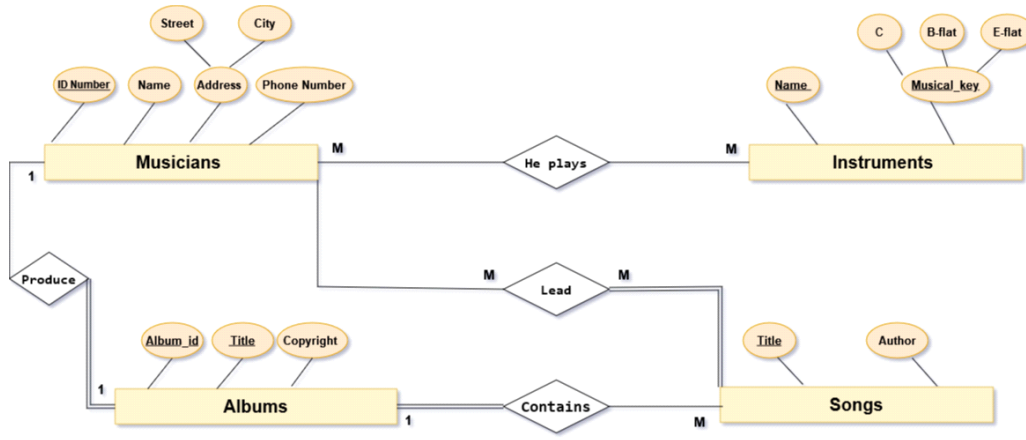 Street
City
C
B-flat
E-flat
ID Number
Name
Address
Phone Number
Name
Musical_key
Musicians
M
He plays
M
Instruments
1
Produce
M
Lead
M
Album_id
Title
Copyright
Title
Author
1
Albums
1
Contains
M
Songs